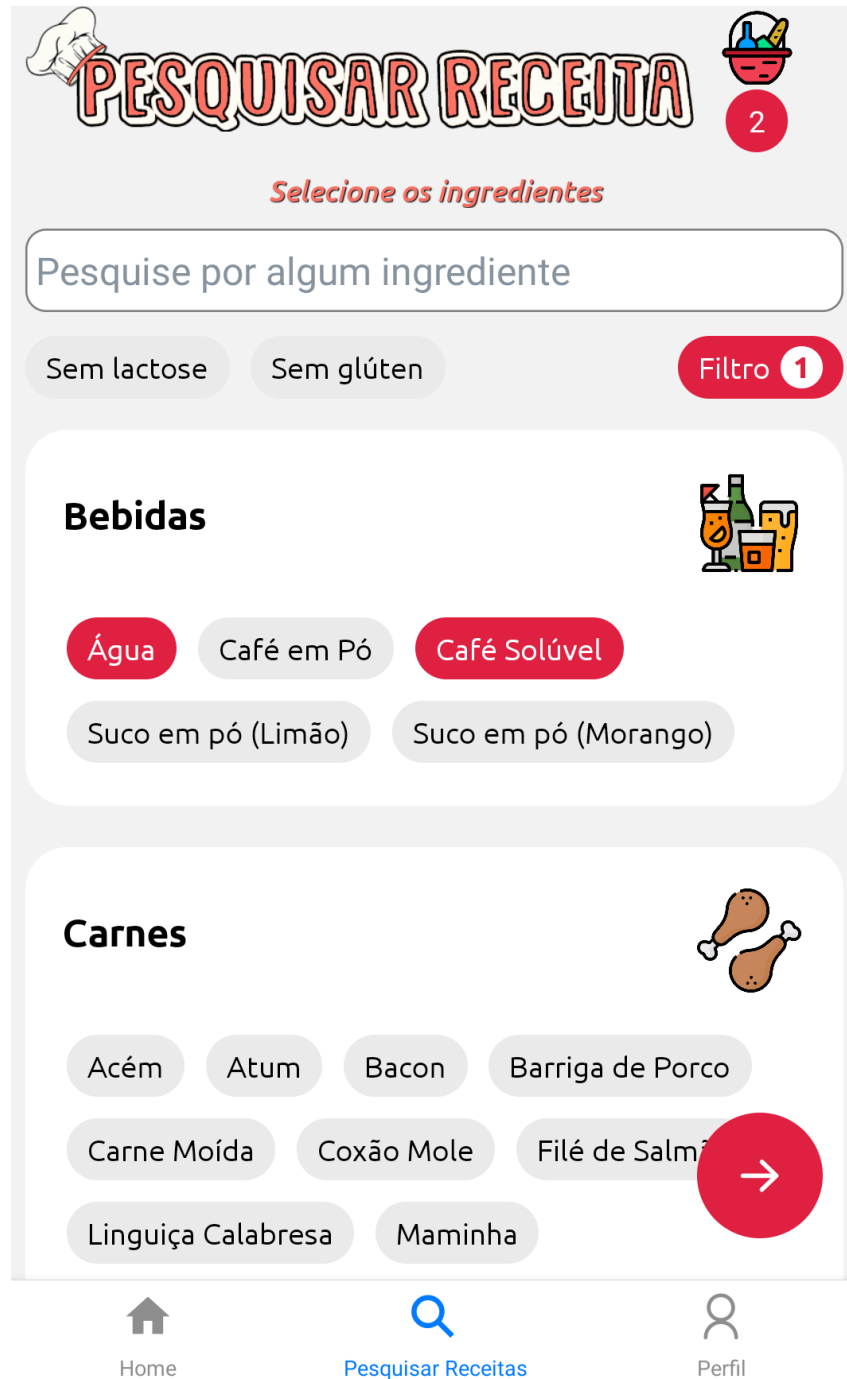 PESQUISAR RECEITA
2
Selecione os ingredientes
Pesquise por algum ingrediente
Sem lactose Sem glúten Filtro 1
Bebidas
Água Café em Pó Café Solúvel
Suco em pó (Limão) Suco em pó (Morango)
Carnes
Acém Atum Bacon Barriga de Porco
Carne Moída Coxão Mole Filé de
Linguiça Calabresa Maminha
Home Pesquisar Receitas Perfil